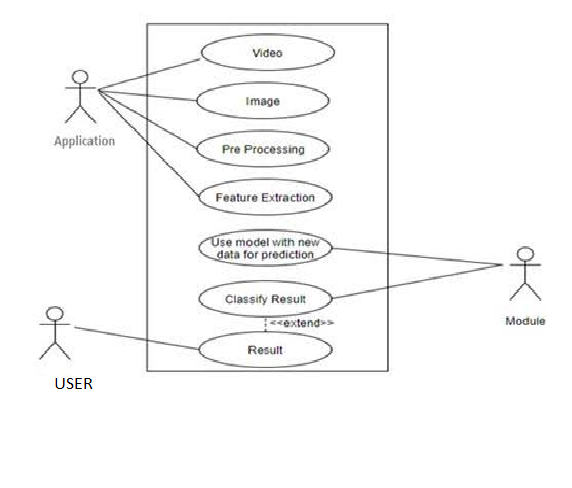 Video
Image
Application
Pre Processing
Feature Extraction
Use model with new
data for prediction
Classify Result
Module
<<extend>>
Result
USER